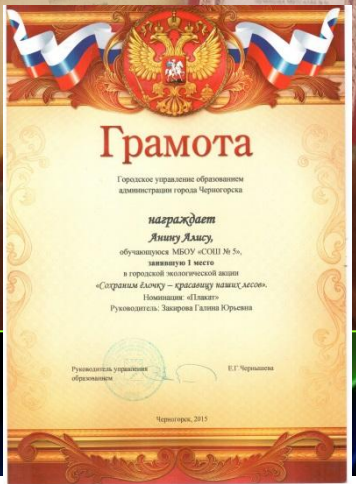 Грамота
Городское управление образованием
администрации города Черногорска
награждает
Янину Алису,
обучающуюся МБОУ «СОШ № 5»,
занявшую 1 место
в городской экологической акции
«Сохраним ёлочку – красавицу наших лесов».
Номинация: «Плакат»
Руководитель: Закирова Галина Юрьевна
Руководитель управления
образованием
Е.Г. Чернышева
Черногорск, 2015